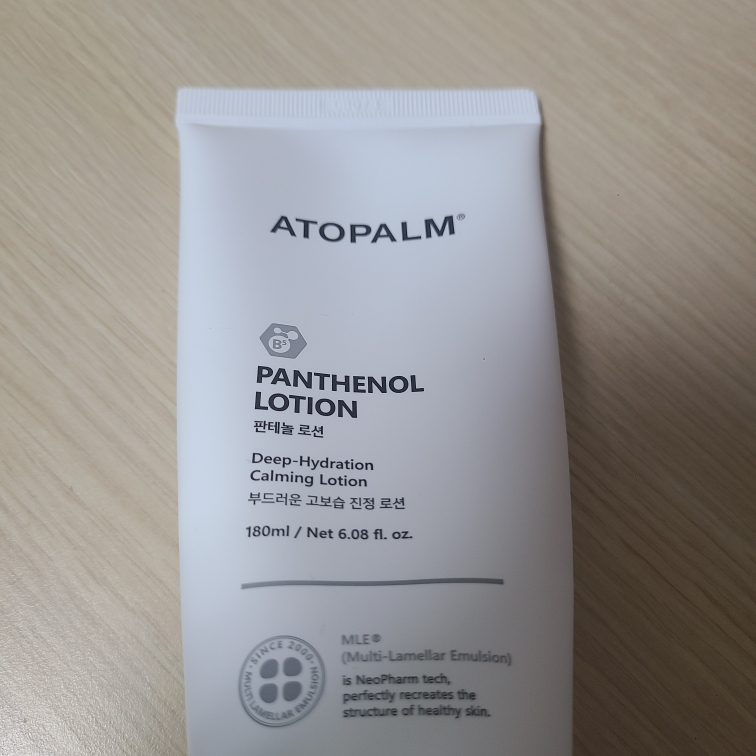 ATOPALM®
B5
PANTHENOL
LOTION
판테놀 로션
Deep-Hydration
Calming Lotion
부드러운 고보습 진정 로션
180ml / Net 6.08 fl. oz.
MLE®
(Multi-Lamellar Emulsion)
is NeoPharm tech,
perfectly recreates the
structure of healthy skin.
·SINCE 2000·
MULTI LAMELLAR EMULSION